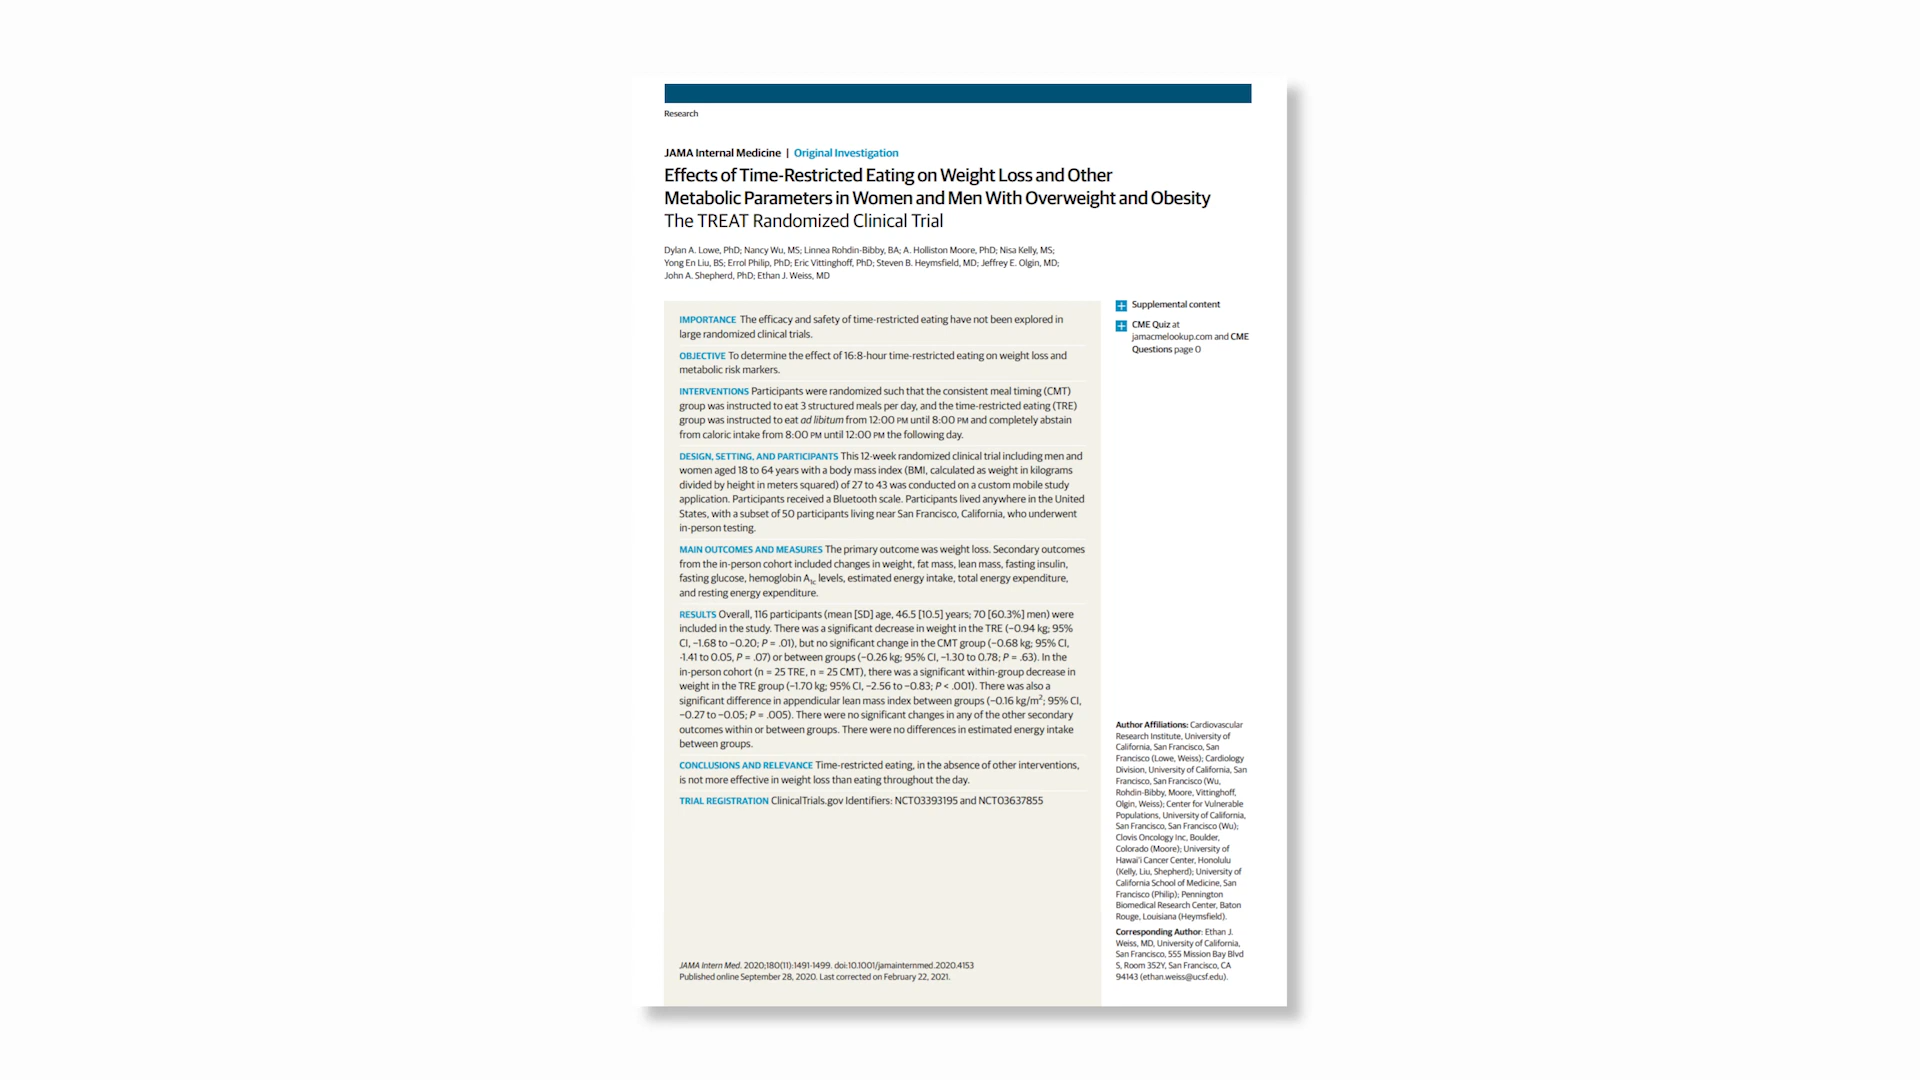 Research
JAMA Internal Medicine | Original Investigation
Effects of Time-Restricted Eating on Weight Loss and Other
Metabolic Parameters in Women and Men With Overweight and Obesity
The TREAT Randomized Clinical Trial
Dylan A. Lowe, PhD; Nancy Wu, MS; Linnea Rohdin-Bibby, BA; A. Holliston Moore, PhD; Nisa Kelly, MS;
Yong En Liu, BS; Errol Philip, PhD; Eric Vittinghoff, PhD; Steven B. Heymsfield, MD; Jeffrey E. Olgin, MD;
John A. Shepherd, PhD; Ethan J. Weiss, MD
IMPORTANCE The efficacy and safety of time-restricted eating have not been explored in
large randomized clinical trials.
OBJECTIVE To determine the effect of 16:8-hour time-restricted eating on weight loss and
metabolic risk markers.
INTERVENTIONS Participants were randomized such that the consistent meal timing (CMT)
group was instructed to eat 3 structured meals per day, and the time-restricted eating (TRE)
group was instructed to eat ad libitum from 12:00 PM until 8:00 PM and completely abstain
from caloric intake from 8:00 PM until 12:00 PM the following day.
DESIGN, SETTING, AND PARTICIPANTS This 12-week randomized clinical trial including men and
women aged 18 to 64 years with a body mass index (BMI, calculated as weight in kilograms
divided by height in meters squared) of 27 to 43 was conducted on a custom mobile study
application. Participants received a Bluetooth scale. Participants lived anywhere in the United
States, with a subset of 50 participants living near San Francisco, California, who underwent
in-person testing.
MAIN OUTCOMES AND MEASURES The primary outcome was weight loss. Secondary outcomes
from the in-person cohort included changes in weight, fat mass, lean mass, fasting insulin,
fasting glucose, hemoglobin A1c levels, estimated energy intake, total energy expenditure,
and resting energy expenditure.
RESULTS Overall, 116 participants (mean [SD] age, 46.5 [10.5] years; 70 [60.3%] men) were
included in the study. There was a significant decrease in weight in the TRE (−0.94 kg; 95%
CI, −1.68 to −0.20; P = .01), but no significant change in the CMT group (−0.68 kg; 95% CI,
-1.41 to 0.05, P = .07) or between groups (−0.26 kg; 95% CI, −1.30 to 0.78; P = .63). In the
in-person cohort (n = 25 TRE, n = 25 CMT), there was a significant within-group decrease in
weight in the TRE group (−1.70 kg; 95% CI, −2.56 to −0.83; P < .001). There was also a
significant difference in appendicular lean mass index between groups (−0.16 kg/m2; 95% CI,
−0.27 to −0.05; P = .005). There were no significant changes in any of the other secondary
outcomes within or between groups. There were no differences in estimated energy intake
between groups.
CONCLUSIONS AND RELEVANCE Time-restricted eating, in the absence of other interventions,
is not more effective in weight loss than eating throughout the day.
TRIAL REGISTRATION ClinicalTrials.gov Identifiers: NCT03393195 and NCT03637855
JAMA Intern Med. 2020;180(11):1491-1499. doi:10.1001/jamainternmed.2020.4153
Published online September 28, 2020. Last corrected on February 22, 2021.
Supplemental content
CME Quiz at
jamacmelookup.com and CME
Questions page 0
Author Affiliations: Cardiovascular
Research Institute, University of
California, San Francisco, San
Francisco (Lowe, Weiss); Cardiology
Division, University of California, San
Francisco, San Francisco (Wu,
Rohdin-Bibby, Moore, Vittinghoff,
Olgin, Weiss); Center for Vulnerable
Populations, University of California,
San Francisco, San Francisco (Wu);
Clovis Oncology Inc, Boulder,
Colorado (Moore); University of
Hawai'i Cancer Center, Honolulu
(Kelly, Liu, Shepherd); University of
California School of Medicine, San
Francisco (Philip); Pennington
Biomedical Research Center, Baton
Rouge, Louisiana (Heymsfield).
Corresponding Author: Ethan J.
Weiss, MD, University of California,
San Francisco, 555 Mission Bay Blvd
S, Room 352Y, San Francisco, CA
94143 (ethan.weiss@ucsf.edu).